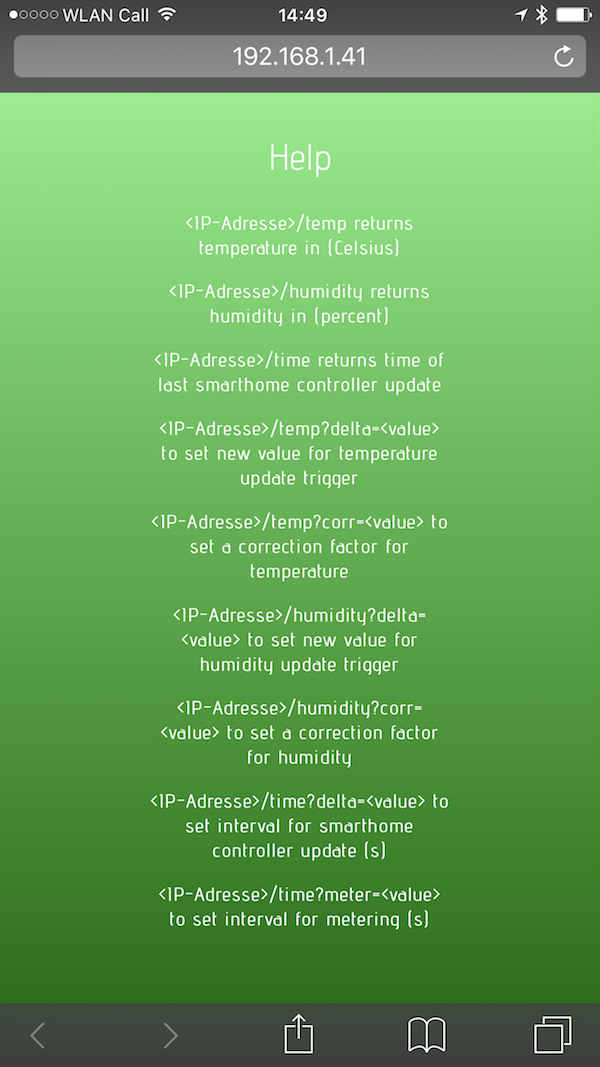 WLAN Call 14:49
192.168.1.41
Help
<IP-Adresse>/temp returns
temperature in (Celsius)
<IP-Adresse>/humidity returns
humidity in (percent)
<IP-Adresse>/time returns time of
last smarthome controller update
<IP-Adresse>/temp?delta=<value>
to set new value for temperature
update trigger
<IP-Adresse>/temp?corr=<value> to
set a correction factor for
temperature
<IP-Adresse>/humidity?delta=
<value> to set new value for
humidity update trigger
<IP-Adresse>/humidity?corr=
<value> to set a correction factor
for humidity
<IP-Adresse>/time?delta=<value> to
set interval for smarthome
controller update (s)
<IP-Adresse>/time?meter=<value>
to set interval for metering (s)